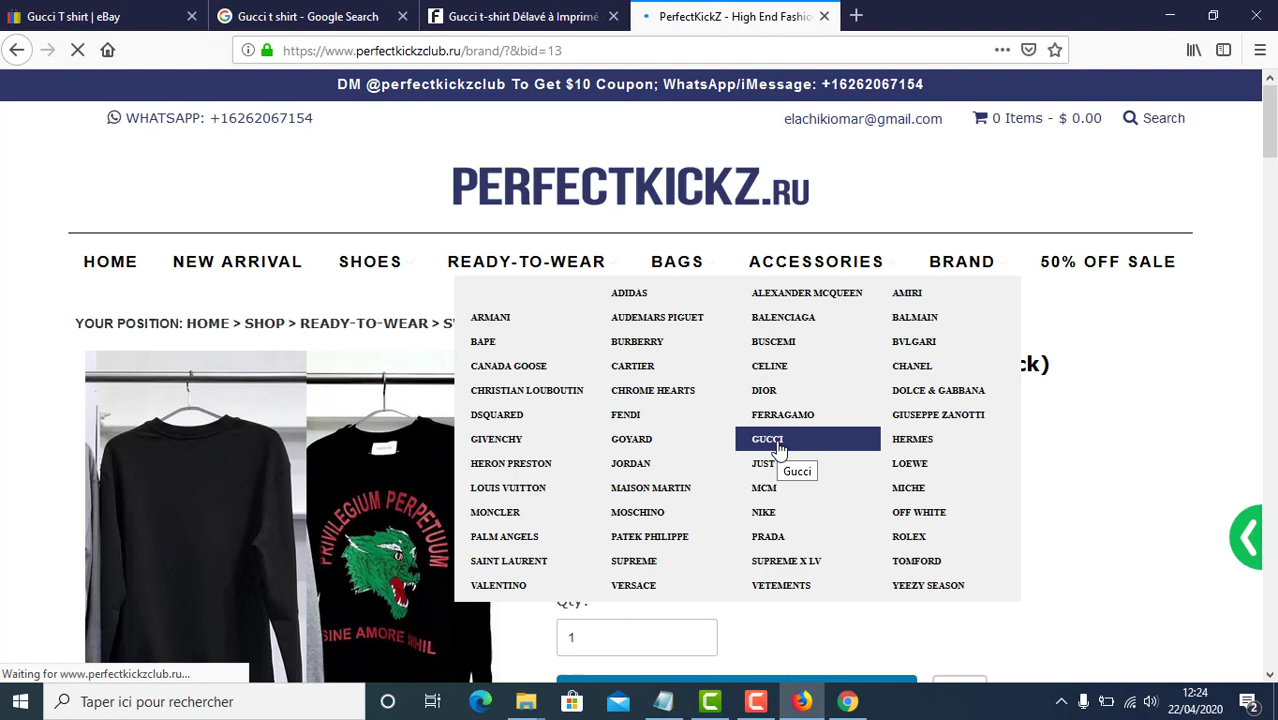 Gucci T shirt | eBay
Gucci t shirt - Google Search
Gucci t-shirt Délavé à Imprimé
PerfectKickZ - High End Fashio
https://www.perfectkickzclub.ru/brand/?&bid=13
DM @perfectkickzclub To Get $10 Coupon; WhatsApp/iMessage: +16262067154
WHATSAPP: +16262067154
elachikiomar@gmail.com 0 Items - $ 0.00 Search
PERFECTKICKZ.RU
HOME NEW ARRIVAL SHOES READY-TO-WEAR BAGS ACCESSORIES BRAND 50% OFF SALE
YOUR POSITION: HOME > SHOP > READY-TO-WEAR > S
ck)
ADIDAS ALEXANDER MCQUEEN AMIRI
ARMANI AUDEMARS PIGUET BALENCIAGA BALMAIN
BAPE BURBERRY BUSCEMI BVLGARI
CANADA GOOSE CARTIER CELINE CHANEL
CHRISTIAN LOUBOUTIN CHROME HEARTS DIOR DOLCE & GABBANA
DSQUARED FENDI FERRAGAMO GIUSEPPE ZANOTTI
GIVENCHY GOYARD GUCCI HERMES
HERON PRESTON JORDAN JUST LOEWE
Gucci
LOUIS VUITTON MAISON MARTIN MCM MICHE
MONCLER MOSCHINO NIKE OFF WHITE
PALM ANGELS PATEK PHILIPPE PRADA ROLEX
SAINT LAURENT SUPREME SUPREME X LV TOMFORD
VALENTINO VERSACE VETEMENTS YEEZY SEASON
PRIVILEGIUM PERPETUUM
SINE AMORE NIHIL
Qty:
1
Waiting for www.perfectkickzclub.ru...
Taper ici pour rechercher
12:24
22/04/2020
2